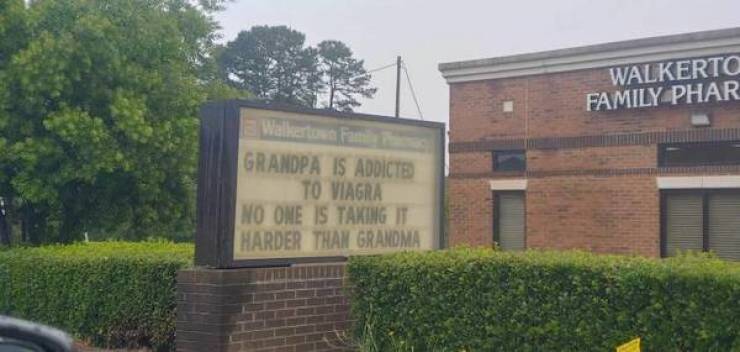 Walkertown Family Pharmacy
GRANDPA IS ADDICTED
TO VIAGRA
NO ONE IS TAKING IT
HARDER THAN GRANDMA
WALKERTO
FAMILY PHAR